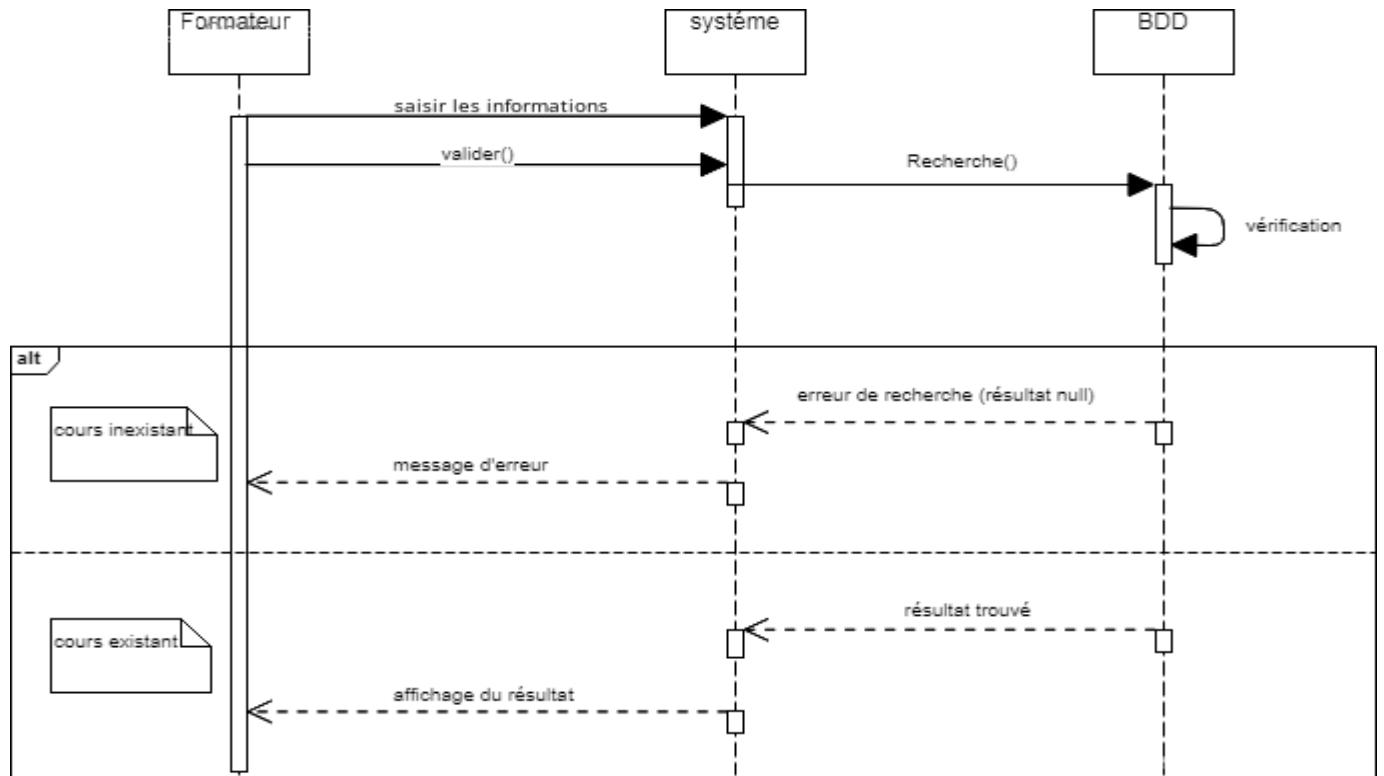 Formateur
systéme
BDD
saisir les informations
valider()
Recherche()
vérification
alt
erreur de recherche (résultat null)
cours inexistant
message d'erreur
résultat trouvé
cours existant
affichage du résultat